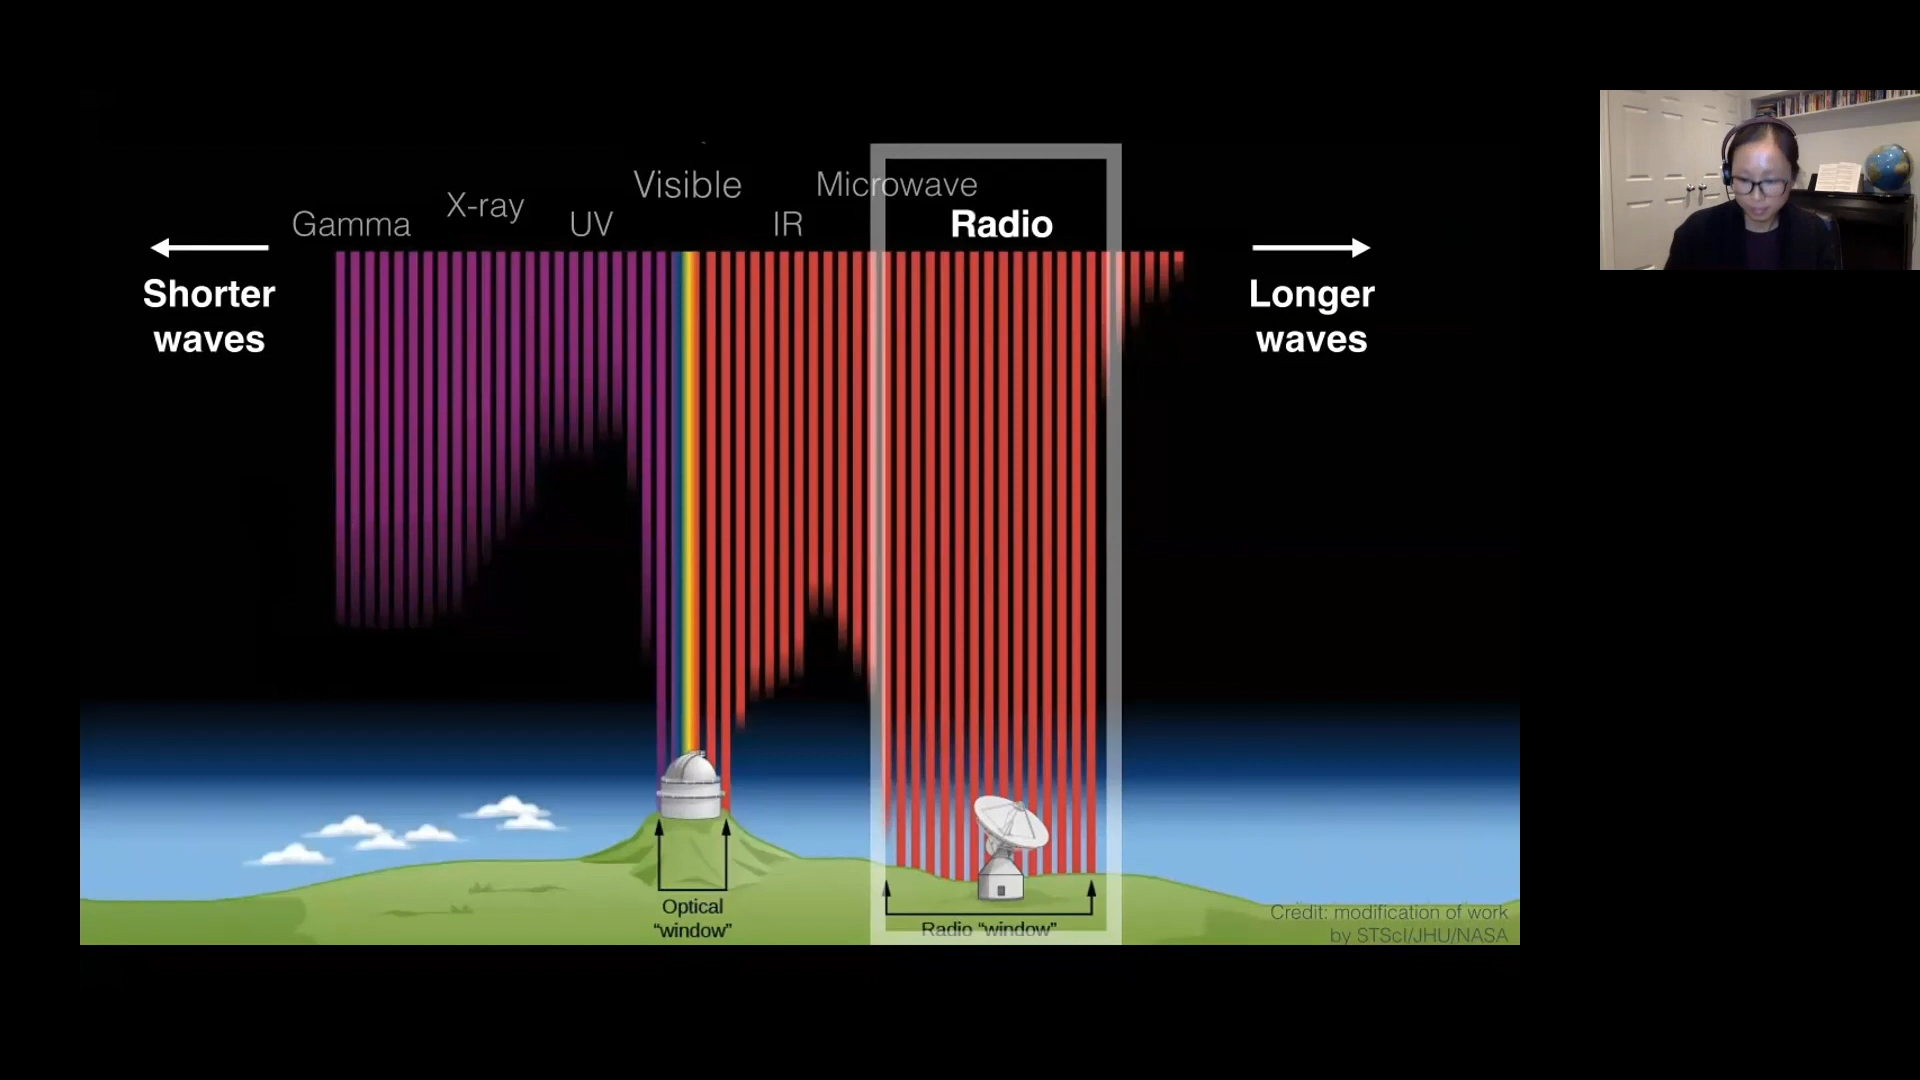 Visible
Microwave
X-ray
Gamma
UV
IR
Radio
Shorter
waves
Longer
waves
Optical
“window”
Radio “window”
Credit: modification of work
by STScI/JHU/NASA